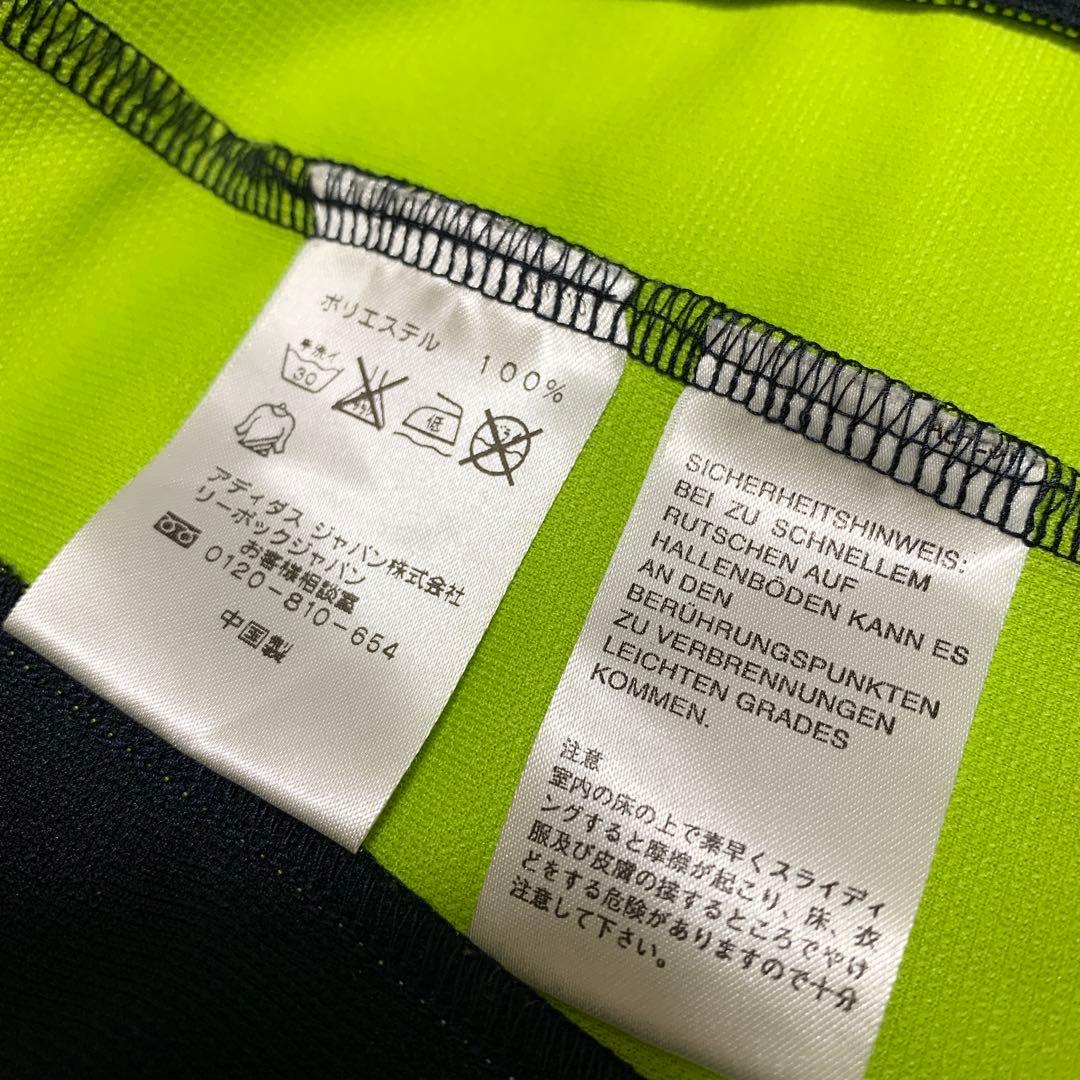 ポリエステル 100%
手洗イ
30
低
アディダス ジャパン株式会社
リーボックジャパン
お客様相談室
0120-810-654
中国製
SICHERHEITSHINWEIS:
BEI ZU SCHNELLEM
RUTSCHEN AUF
HALLENBÖDEN KANN ES
AN DEN
BERÜHRUNGSPUNKTEN
ZU VERBRENNUNGEN
LEICHTEN GRADES
KOMMEN.
注意
室内の床の上で素早くスライディ
ングすると摩擦が起こり、床、衣
服及び皮膚の接するところでやけ
どをする危険がありますので十分
注意して下さい。